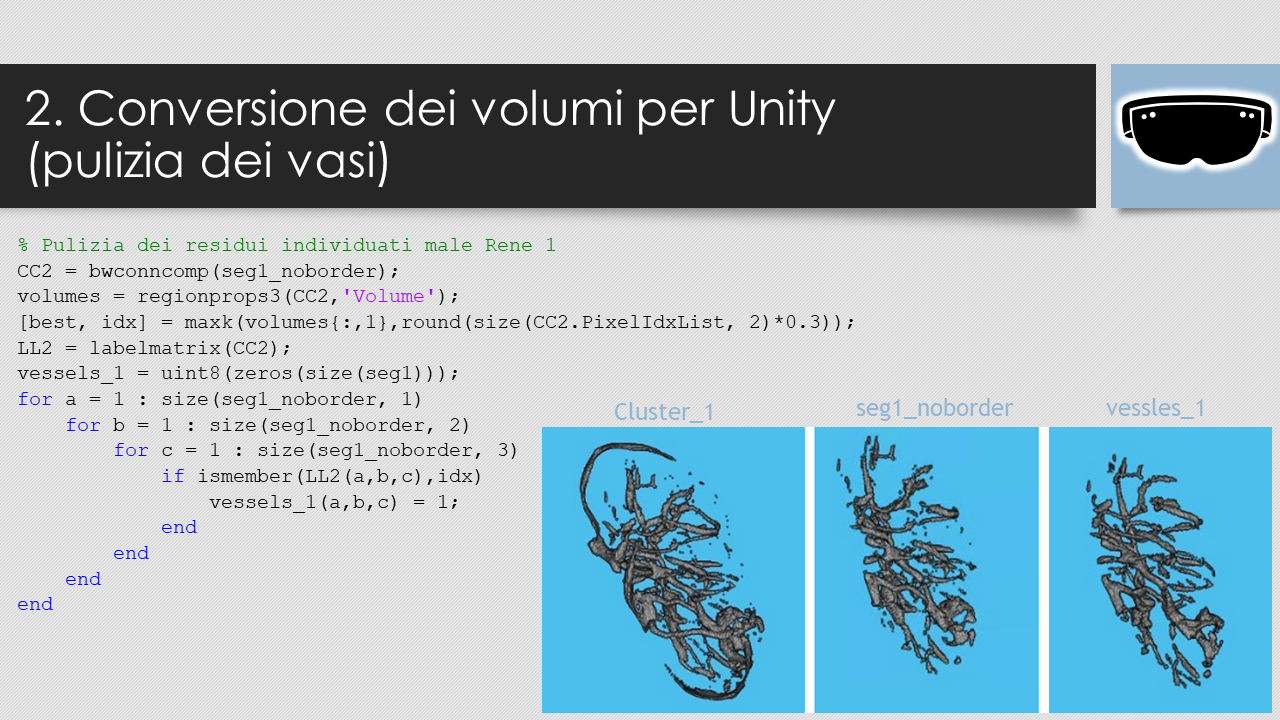 2. Conversione dei volumi per Unity
(pulizia dei vasi)
% Pulizia dei residui individuati male Rene 1
CC2 = bwconncomp(seg1_noborder);
volumes = regionprops3(CC2,'Volume');
[best, idx] = maxk(volumes{:,1},round(size(CC2.PixelIdxList, 2)*0.3));
LL2 = labelmatrix(CC2);
vessels_1 = uint8(zeros(size(seg1)));
for a = 1 : size(seg1_noborder, 1)
    for b = 1 : size(seg1_noborder, 2)
        for c = 1 : size(seg1_noborder, 3)
            if ismember(LL2(a,b,c),idx)
                vessels_1(a,b,c) = 1;
            end
        end
    end
end
Cluster_1
seg1_noborder
vessles_1